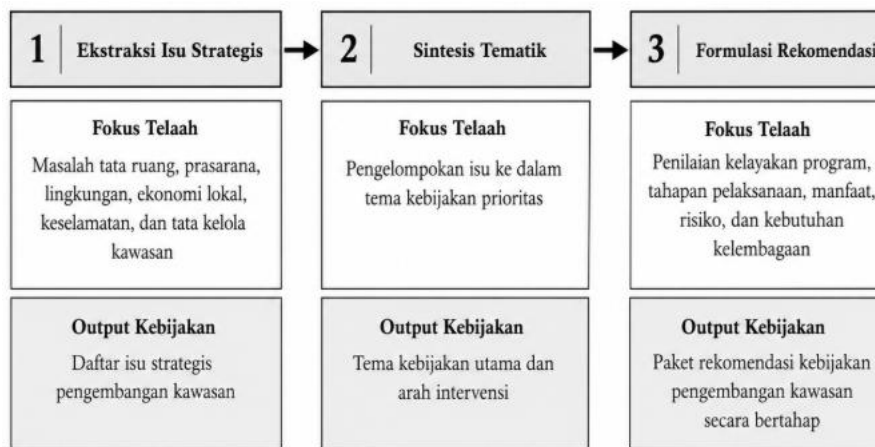 1 Ekstraksi Isu Strategis
2 Sintesis Tematik
3 Formulasi Rekomendasi
Fokus Telaah
Masalah tata ruang, prasarana,
lingkungan, ekonomi lokal,
keselamatan, dan tata kelola
kawasan
Fokus Telaah
Pengelompokan isu ke dalam
tema kebijakan prioritas
Fokus Telaah
Penilaian kelayakan program,
tahapan pelaksanaan, manfaat,
risiko, dan kebutuhan
kelembagaan
Output Kebijakan
Daftar isu strategis
pengembangan kawasan
Output Kebijakan
Tema kebijakan utama dan
arah intervensi
Output Kebijakan
Paket rekomendasi kebijakan
pengembangan kawasan
secara bertahap